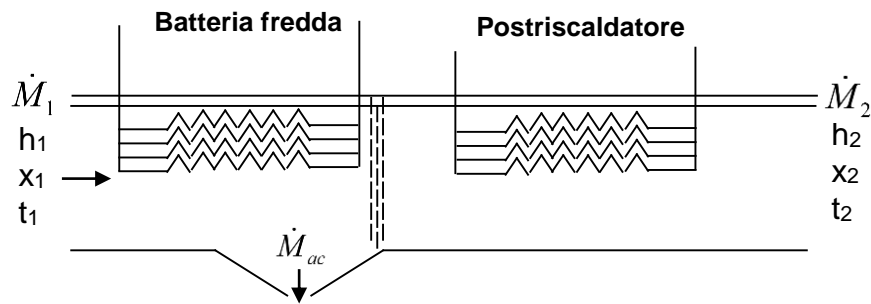 Batteria fredda
Postriscaldatore
Ṁ₁
h₁
x₁
t₁
Ṁ₂
h₂
x₂
t₂
Ṁac